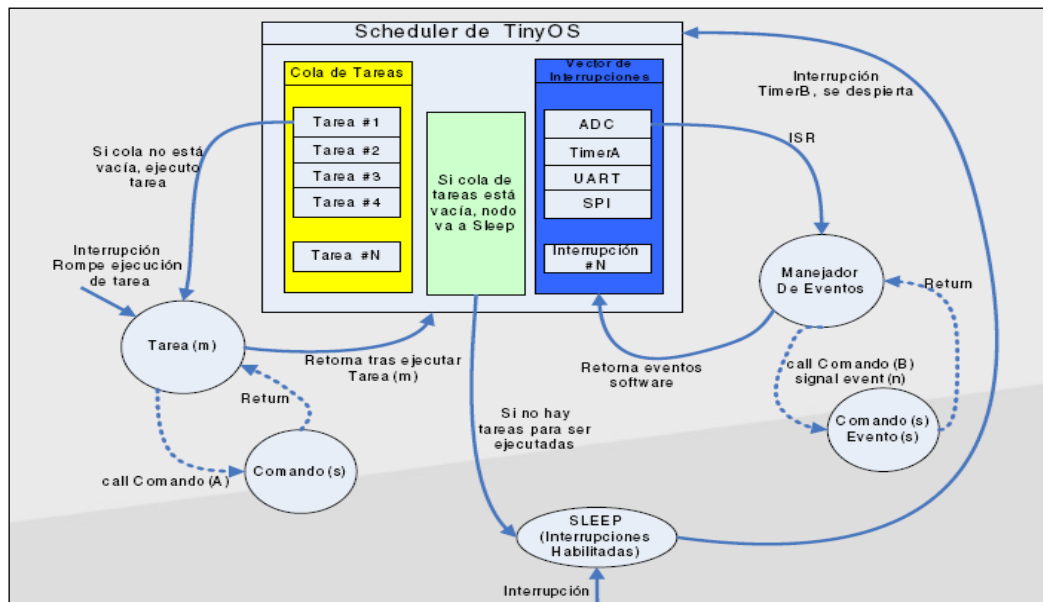 Scheduler de TinyOS
Cola de Tareas
Tarea #1
Tarea #2
Tarea #3
Tarea #4
Tarea #N
Si cola de
tareas está
vacía, nodo
va a Sleep
Vector de
Interrupciones
ADC
TimerA
UART
SPI
Interrupción
#N
Interrupción
TimerB, se despierta
ISR
Si cola no está
vacía, ejecuto
tarea
Interrupción
Rompe ejecución
de tarea
Tarea (m)
Retorna tras ejecutar
Tarea (m)
Return
call Comando (A)
Comando (s)
Manejador
De Eventos
Return
Retorna eventos
software
call Comando (B)
signal event (n)
Comando (s)
Evento (s)
Si no hay
tareas para ser
ejecutadas
SLEEP
(Interrupciones
Habilitadas)
Interrupción